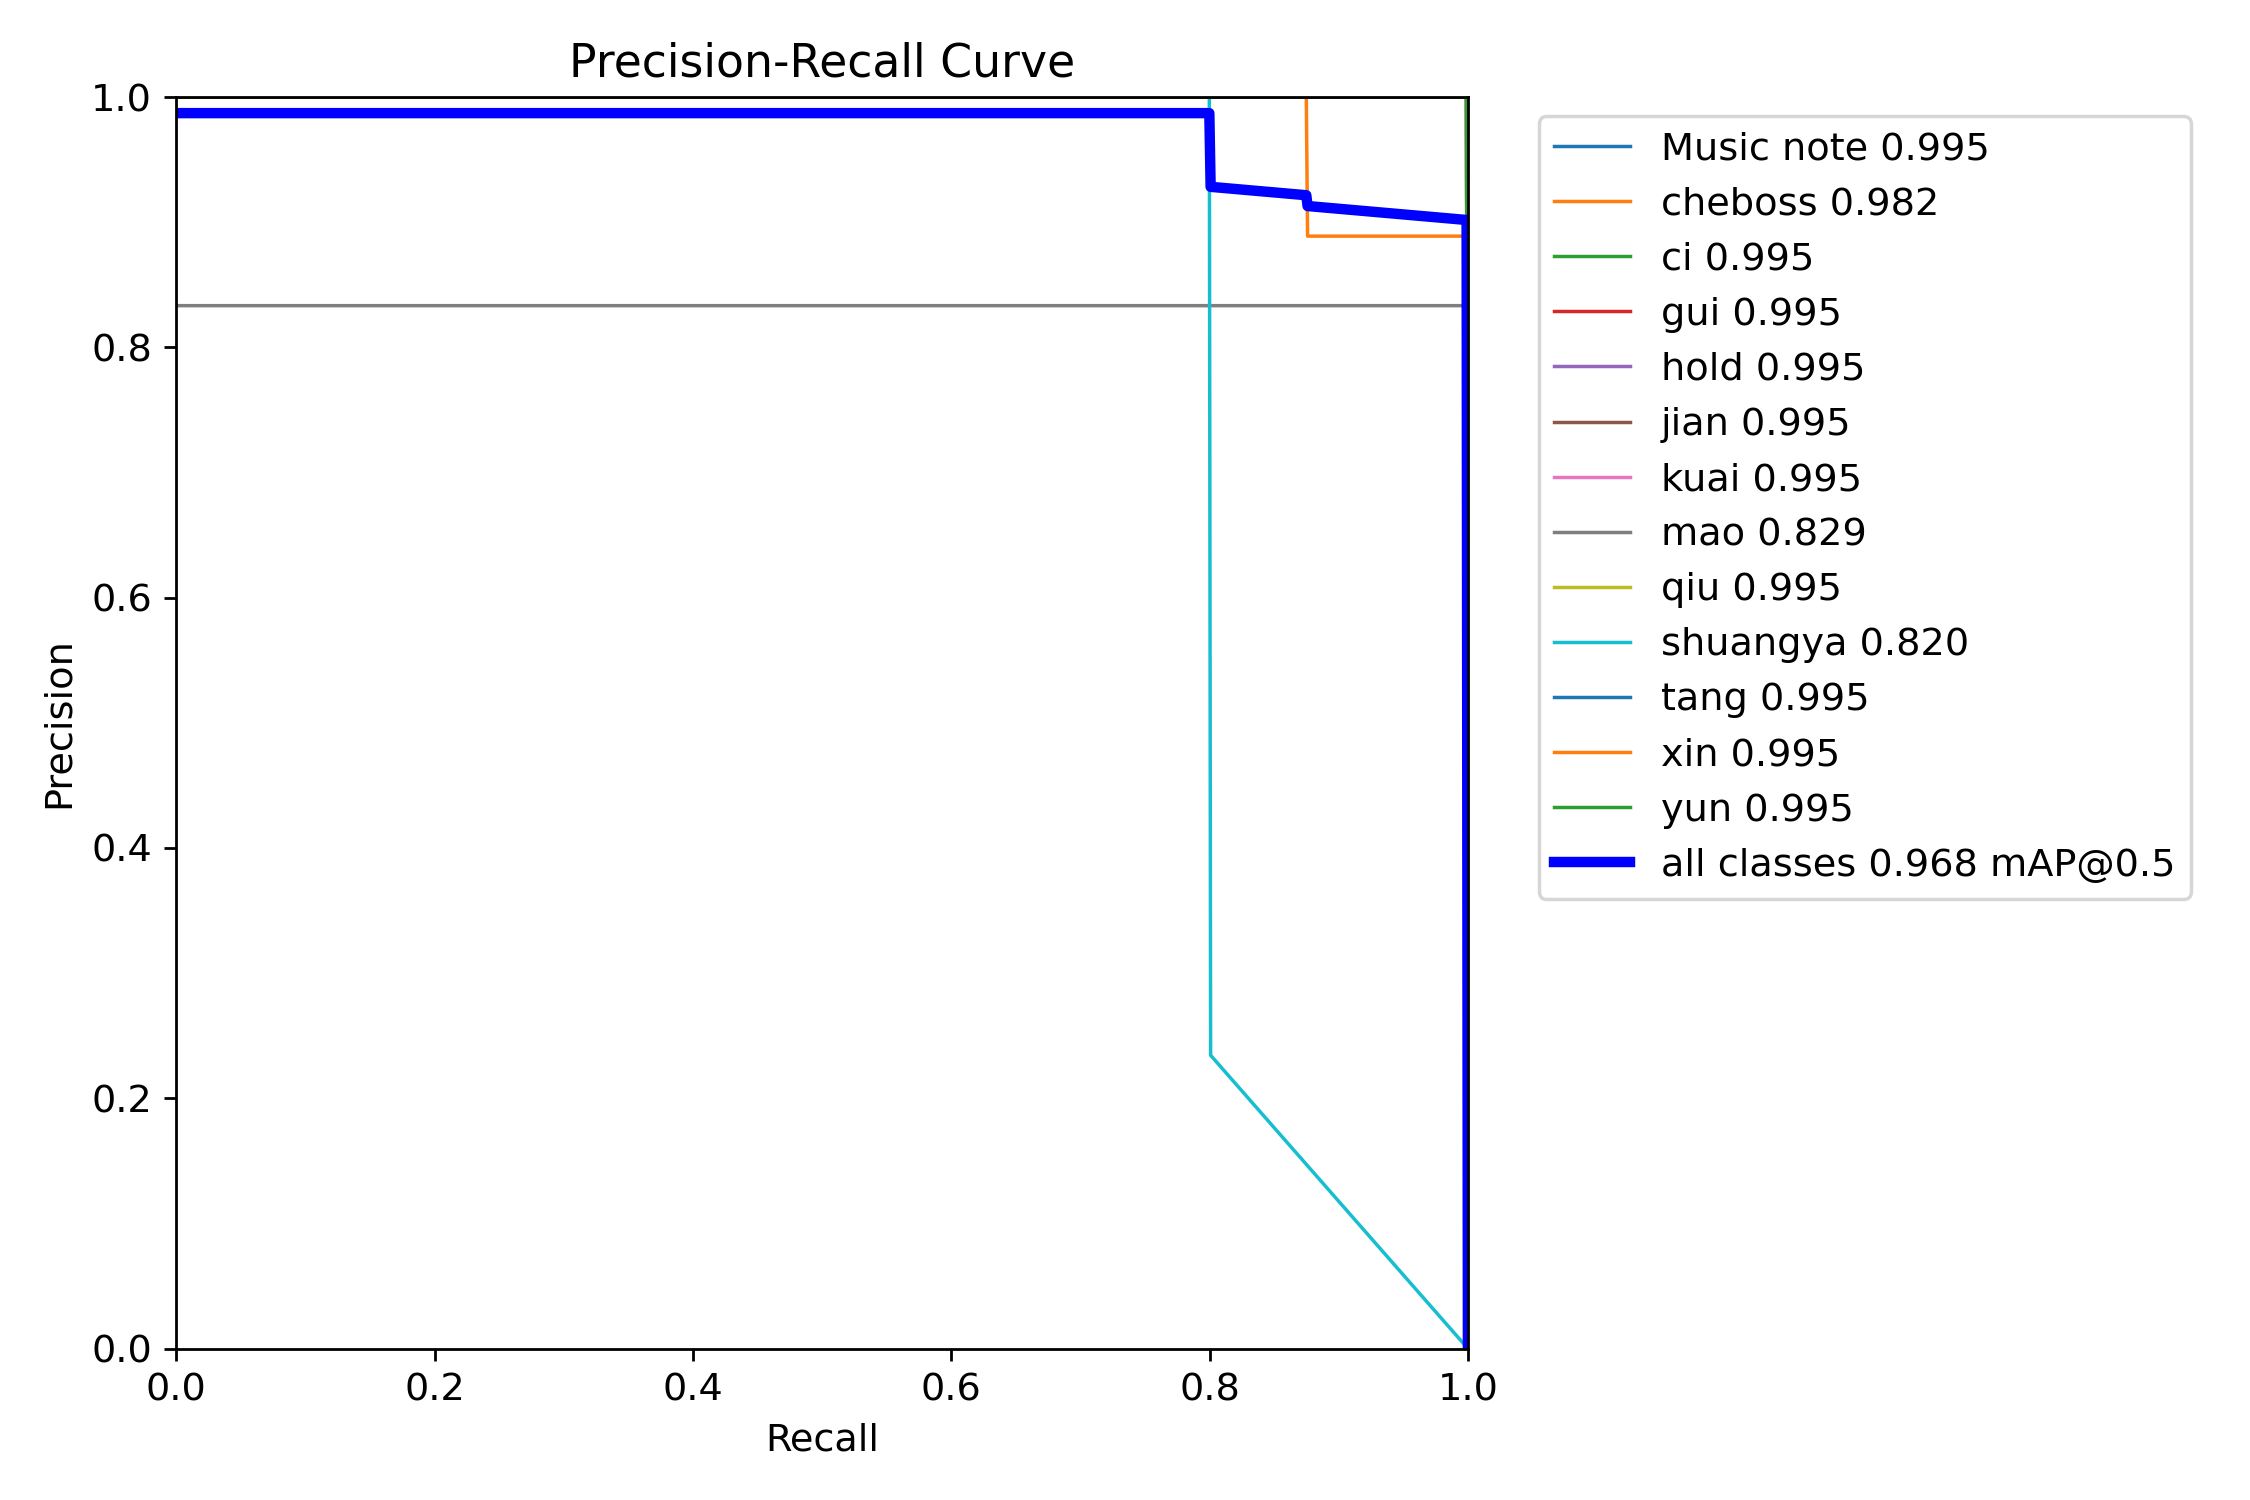 Precision-Recall Curve
1.0
0.8
0.6
0.4
0.2
0.0
Precision
0.0 0.2 0.4 0.6 0.8 1.0
Recall
Music note 0.995
cheboss 0.982
ci 0.995
gui 0.995
hold 0.995
jian 0.995
kuai 0.995
mao 0.829
qiu 0.995
shuangya 0.820
tang 0.995
xin 0.995
yun 0.995
all classes 0.968 mAP@0.5